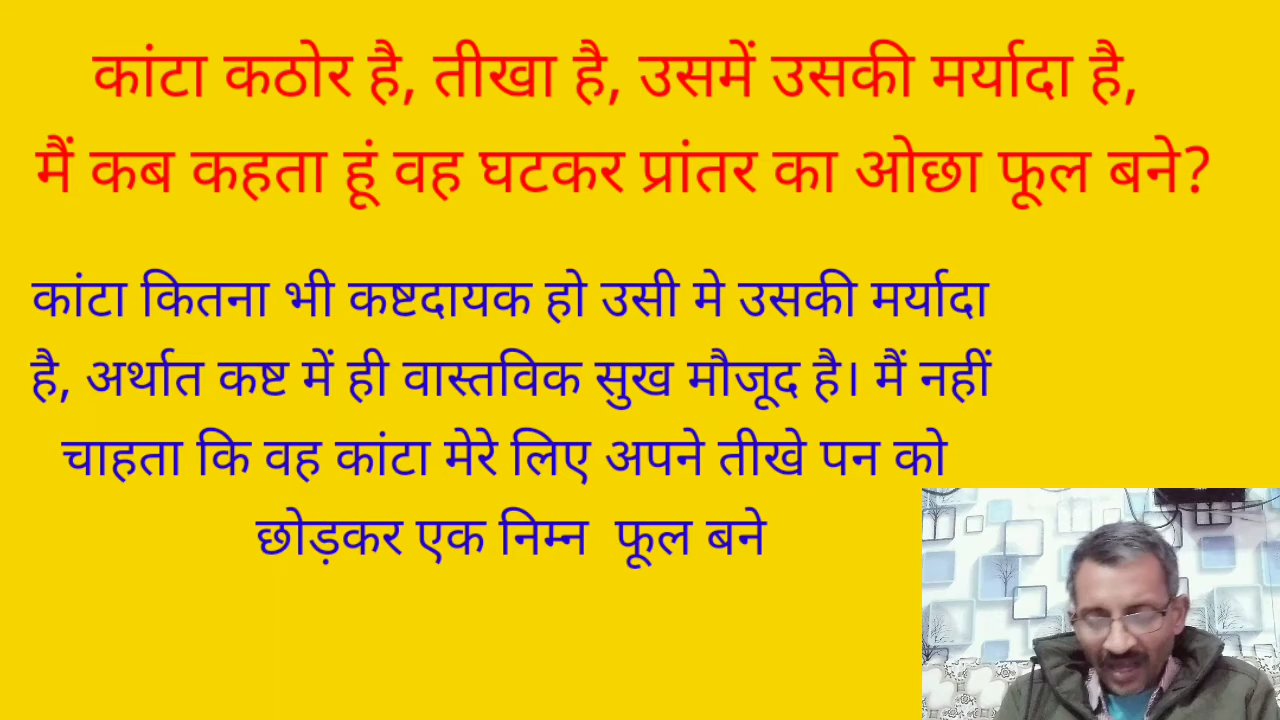 कांटा कठोर है, तीखा है, उसमें उसकी मर्यादा है,
मैं कब कहता हूं वह घटकर प्रांतर का ओछा फूल बने?
कांटा कितना भी कष्टदायक हो उसी मे उसकी मर्यादा
है, अर्थात कष्ट में ही वास्तविक सुख मौजूद है। मैं नहीं
चाहता कि वह कांटा मेरे लिए अपने तीखे पन को
छोड़कर एक निम्न फूल बने